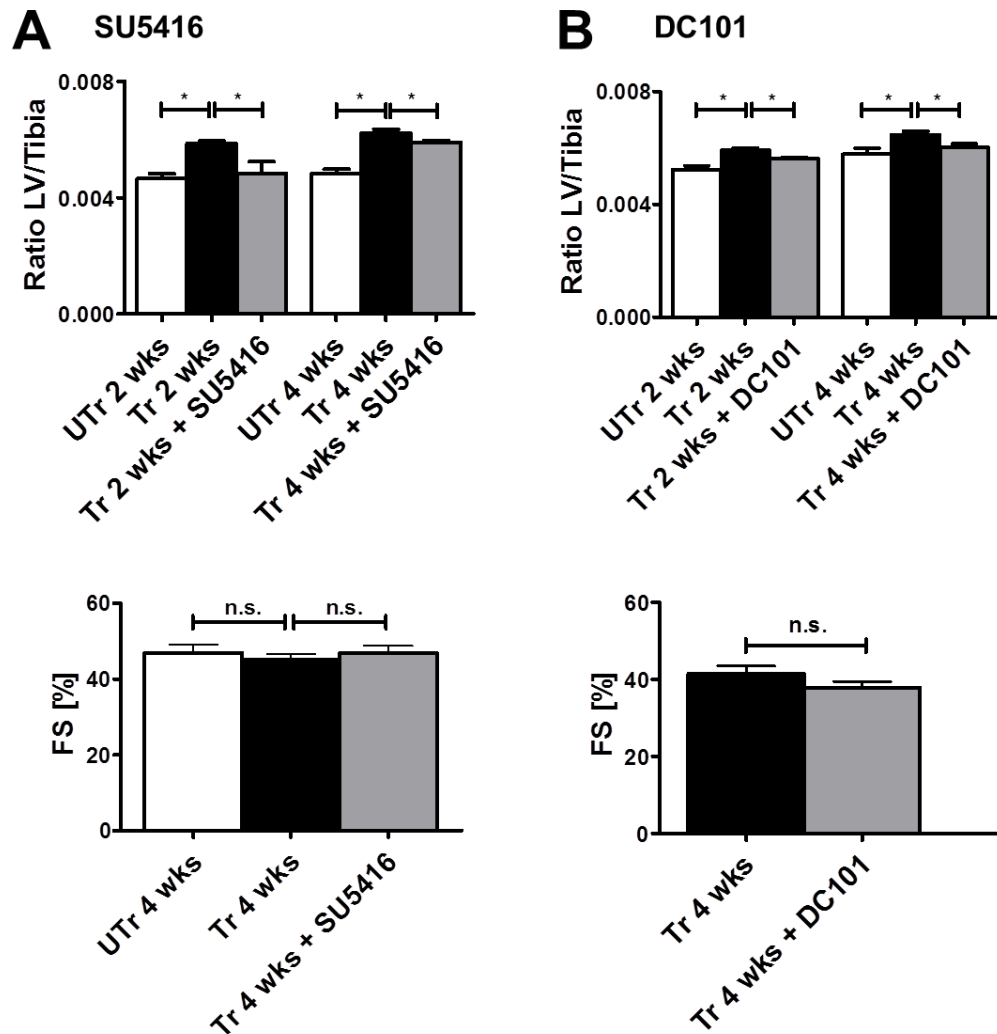 A SU5416
Ratio LV/Tibia
0.008
0.004
0.000
* * * *
UTr 2 wks
Tr 2 wks
Tr 2 wks + SU5416
UTr 4 wks
Tr 4 wks
Tr 4 wks + SU5416
B DC101
Ratio LV/Tibia
0.008
0.004
0.000
* * * *
UTr 2 wks
Tr 2 wks
Tr 2 wks + DC101
UTr 4 wks
Tr 4 wks
Tr 4 wks + DC101
FS [%]
60
40
20
0
n.s. n.s.
UTr 4 wks
Tr 4 wks
Tr 4 wks + SU5416
FS [%]
60
40
20
0
n.s.
Tr 4 wks
Tr 4 wks + DC101